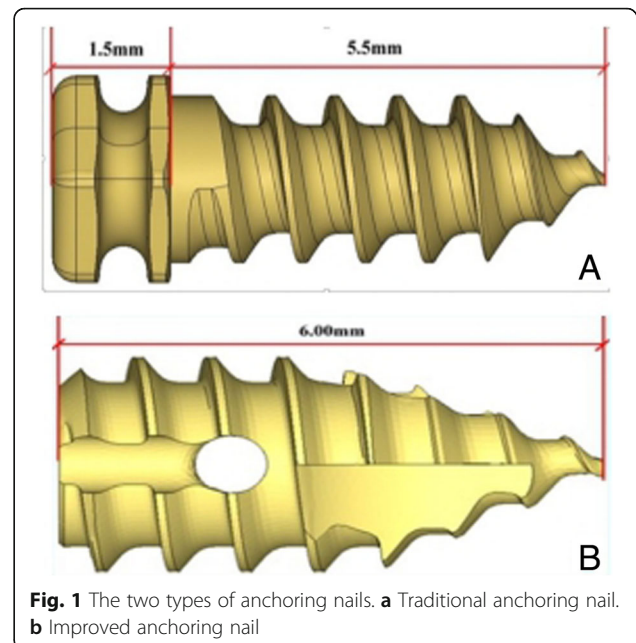 1.5mm 5.5mm
A
6.00mm
B
Fig. 1 The two types of anchoring nails. a Traditional anchoring nail.
b Improved anchoring nail